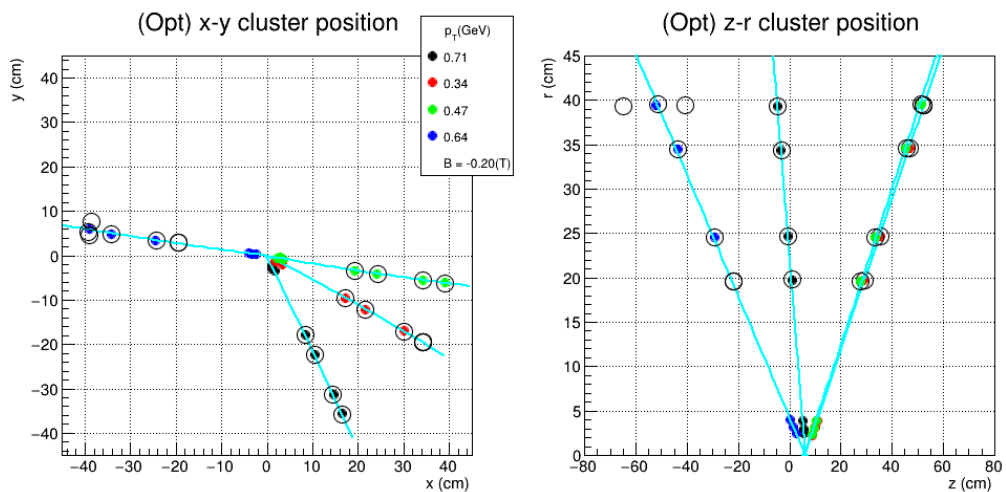 (Opt) x-y cluster position
y (cm)
40
30
20
10
0
−10
−20
−30
−40
−40 −30 −20 −10 0 10 20 30 40
x (cm)
p_T(GeV)
0.71
0.34
0.47
0.64
B = -0.20(T)
(Opt) z-r cluster position
r (cm)
45
40
35
30
25
20
15
10
5
0
−80 −60 −40 −20 0 20 40 60 80
z (cm)